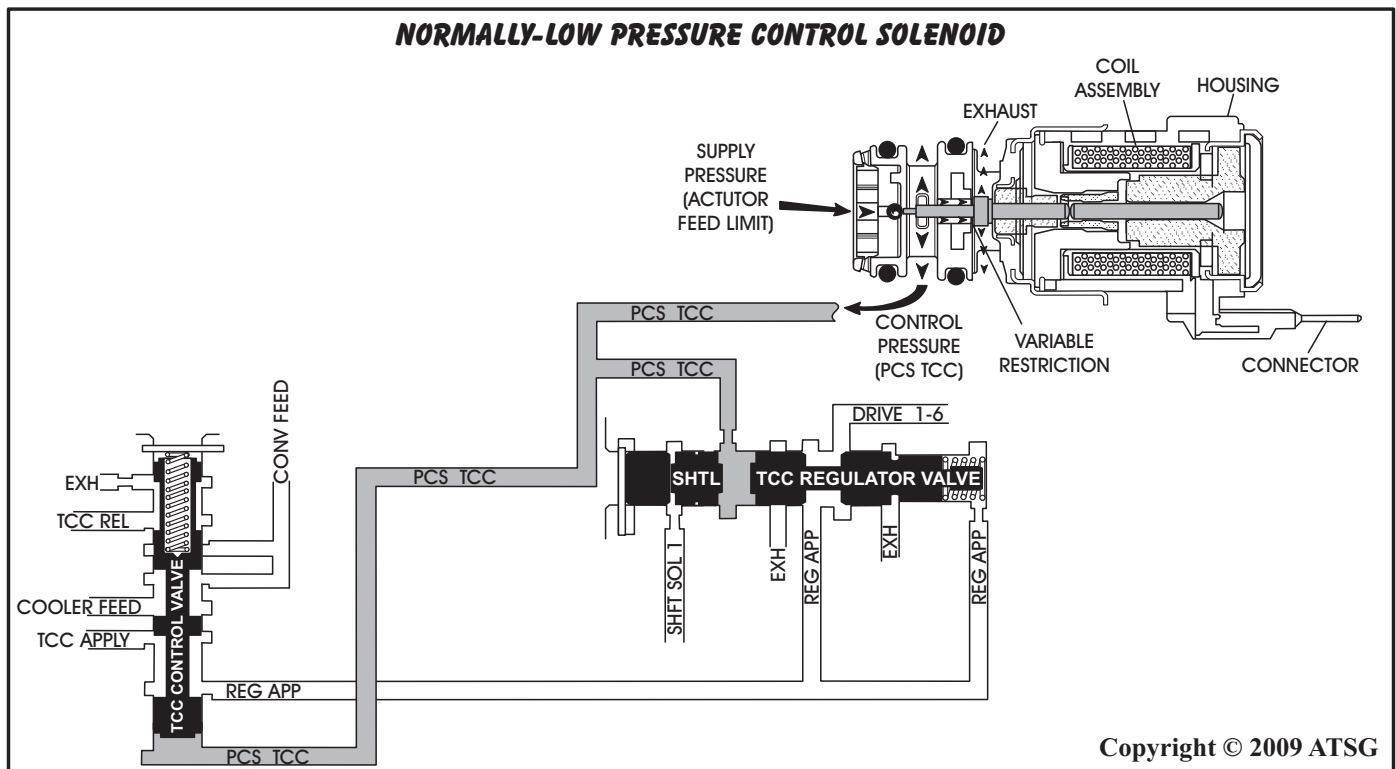 NORMALLY-LOW PRESSURE CONTROL SOLENOID
COIL
ASSEMBLY
HOUSING
EXHAUST
SUPPLY
PRESSURE
(ACTUTOR
FEED LIMIT)
PCS TCC
CONTROL
PRESSURE
(PCS TCC)
VARIABLE
RESTRICTION
CONNECTOR
PCS TCC
DRIVE 1-6
CONV FEED
EXH
PCS TCC
SHTL
TCC REGULATOR VALVE
TCC REL
COOLER FEED
TCC APPLY
TCC CONTROL VALVE
SHFT SOL 1
EXH
REG APP
EXH
REG APP
REG APP
PCS TCC
Copyright © 2009 ATSG